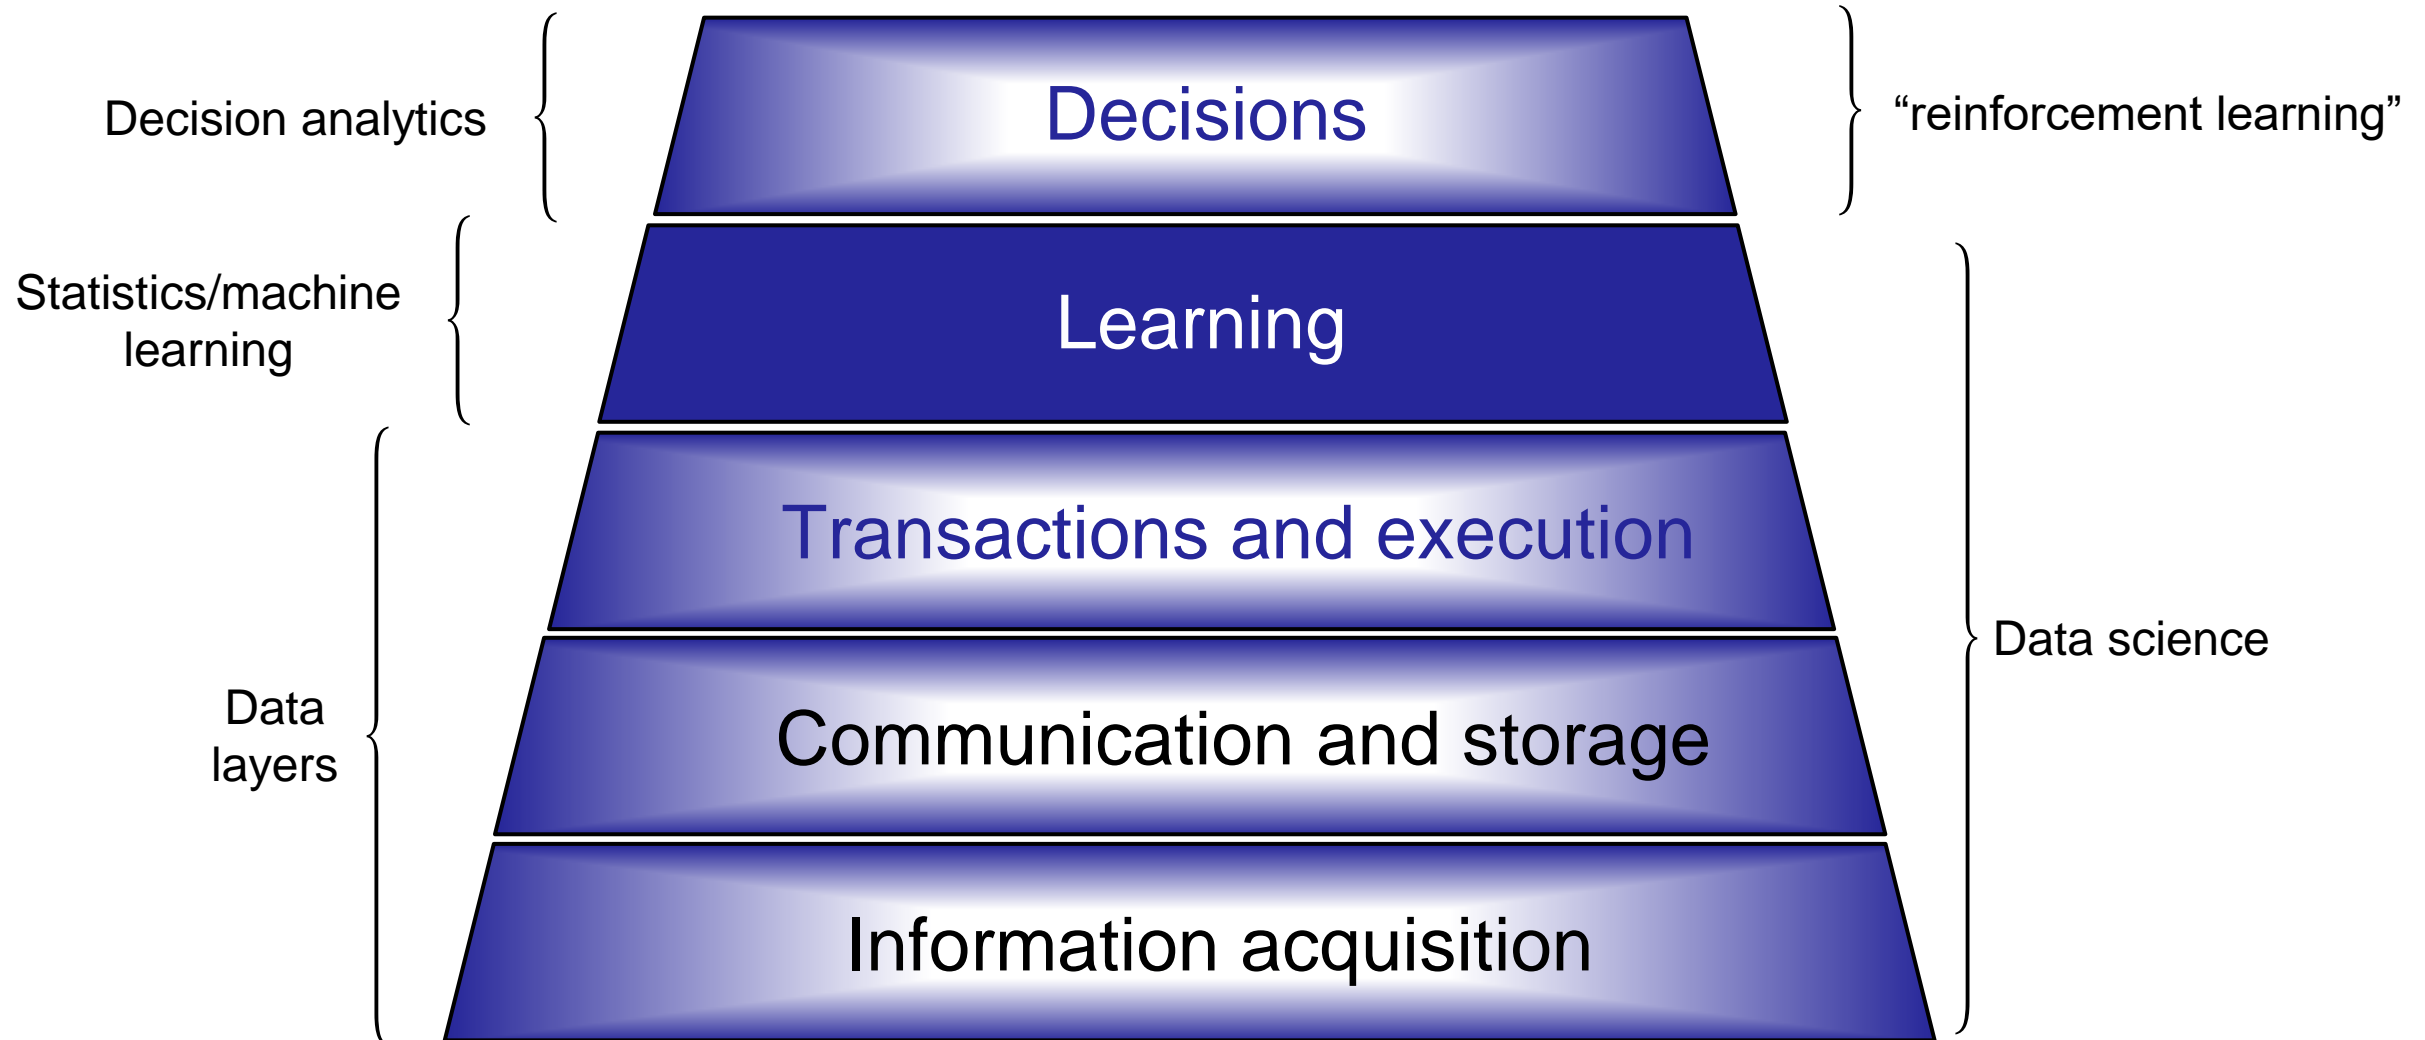 Decision analytics
Decisions
“reinforcement learning”
Statistics/machine
learning
Learning
Transactions and execution
Data science
Data
layers
Communication and storage
Information acquisition